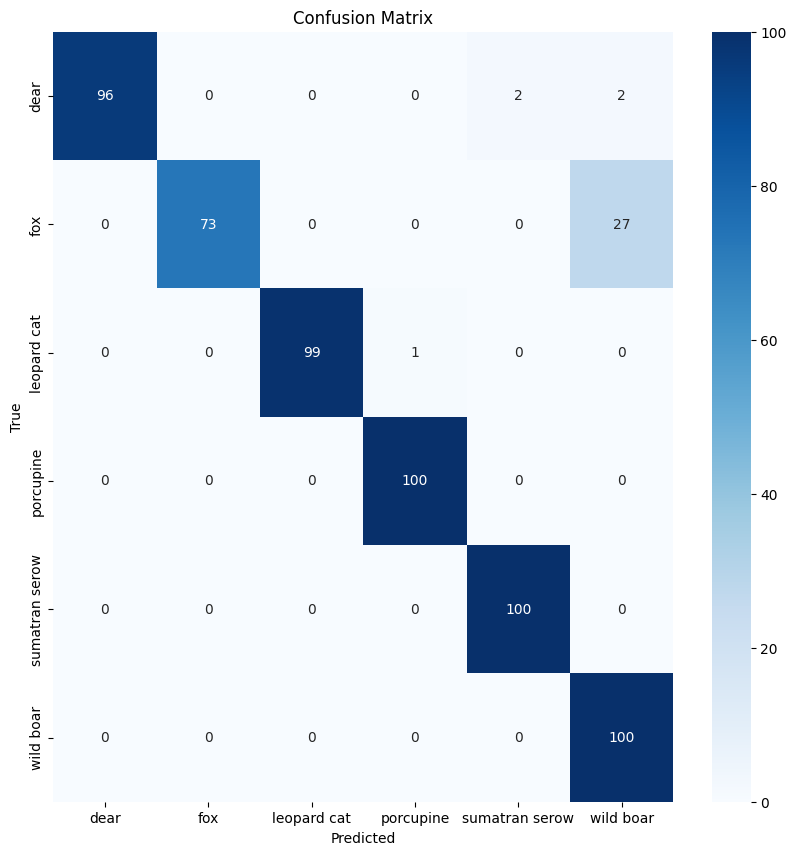 Confusion Matrix
dear 96 0 0 0 2 2
fox 0 73 0 0 0 27
leopard cat 0 0 99 1 0 0
porcupine 0 0 0 100 0 0
sumatran serow 0 0 0 0 100 0
wild boar 0 0 0 0 0 100
True
dear fox leopard cat porcupine sumatran serow wild boar
Predicted
100
80
60
40
20
0